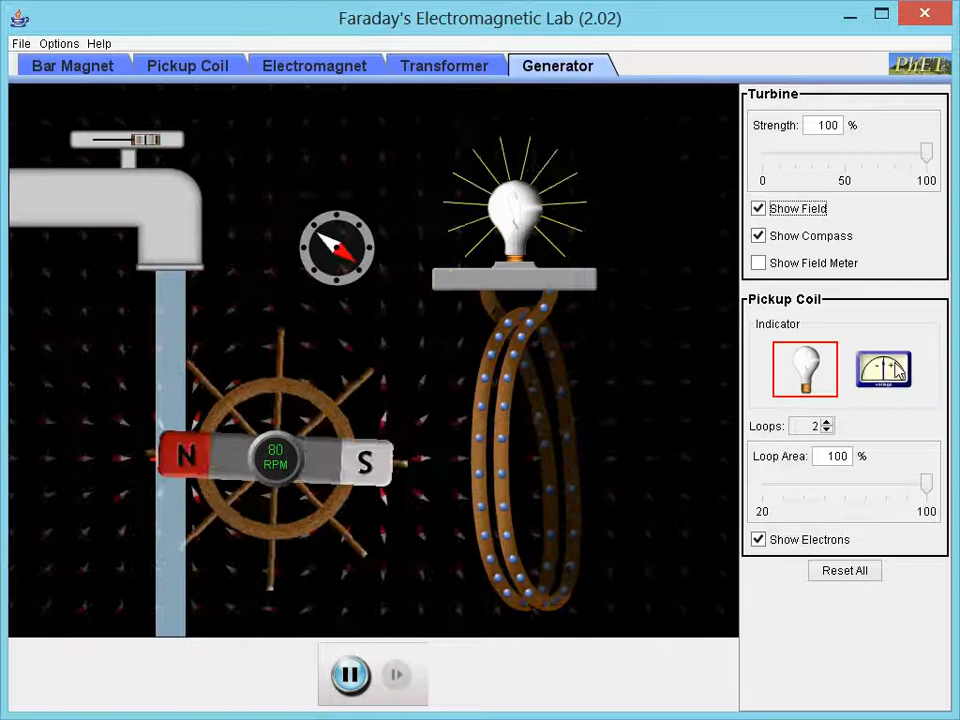 Faraday's Electromagnetic Lab (2.02)
File Options Help
Bar Magnet Pickup Coil Electromagnet Transformer Generator
PhET
Turbine
Strength: 100 %
0 50 100
Show Field
Show Compass
Show Field Meter
Pickup Coil
Indicator
- +
voltage
Loops: 2
Loop Area: 100 %
20 100
Show Electrons
Reset All
N 80 S
RPM